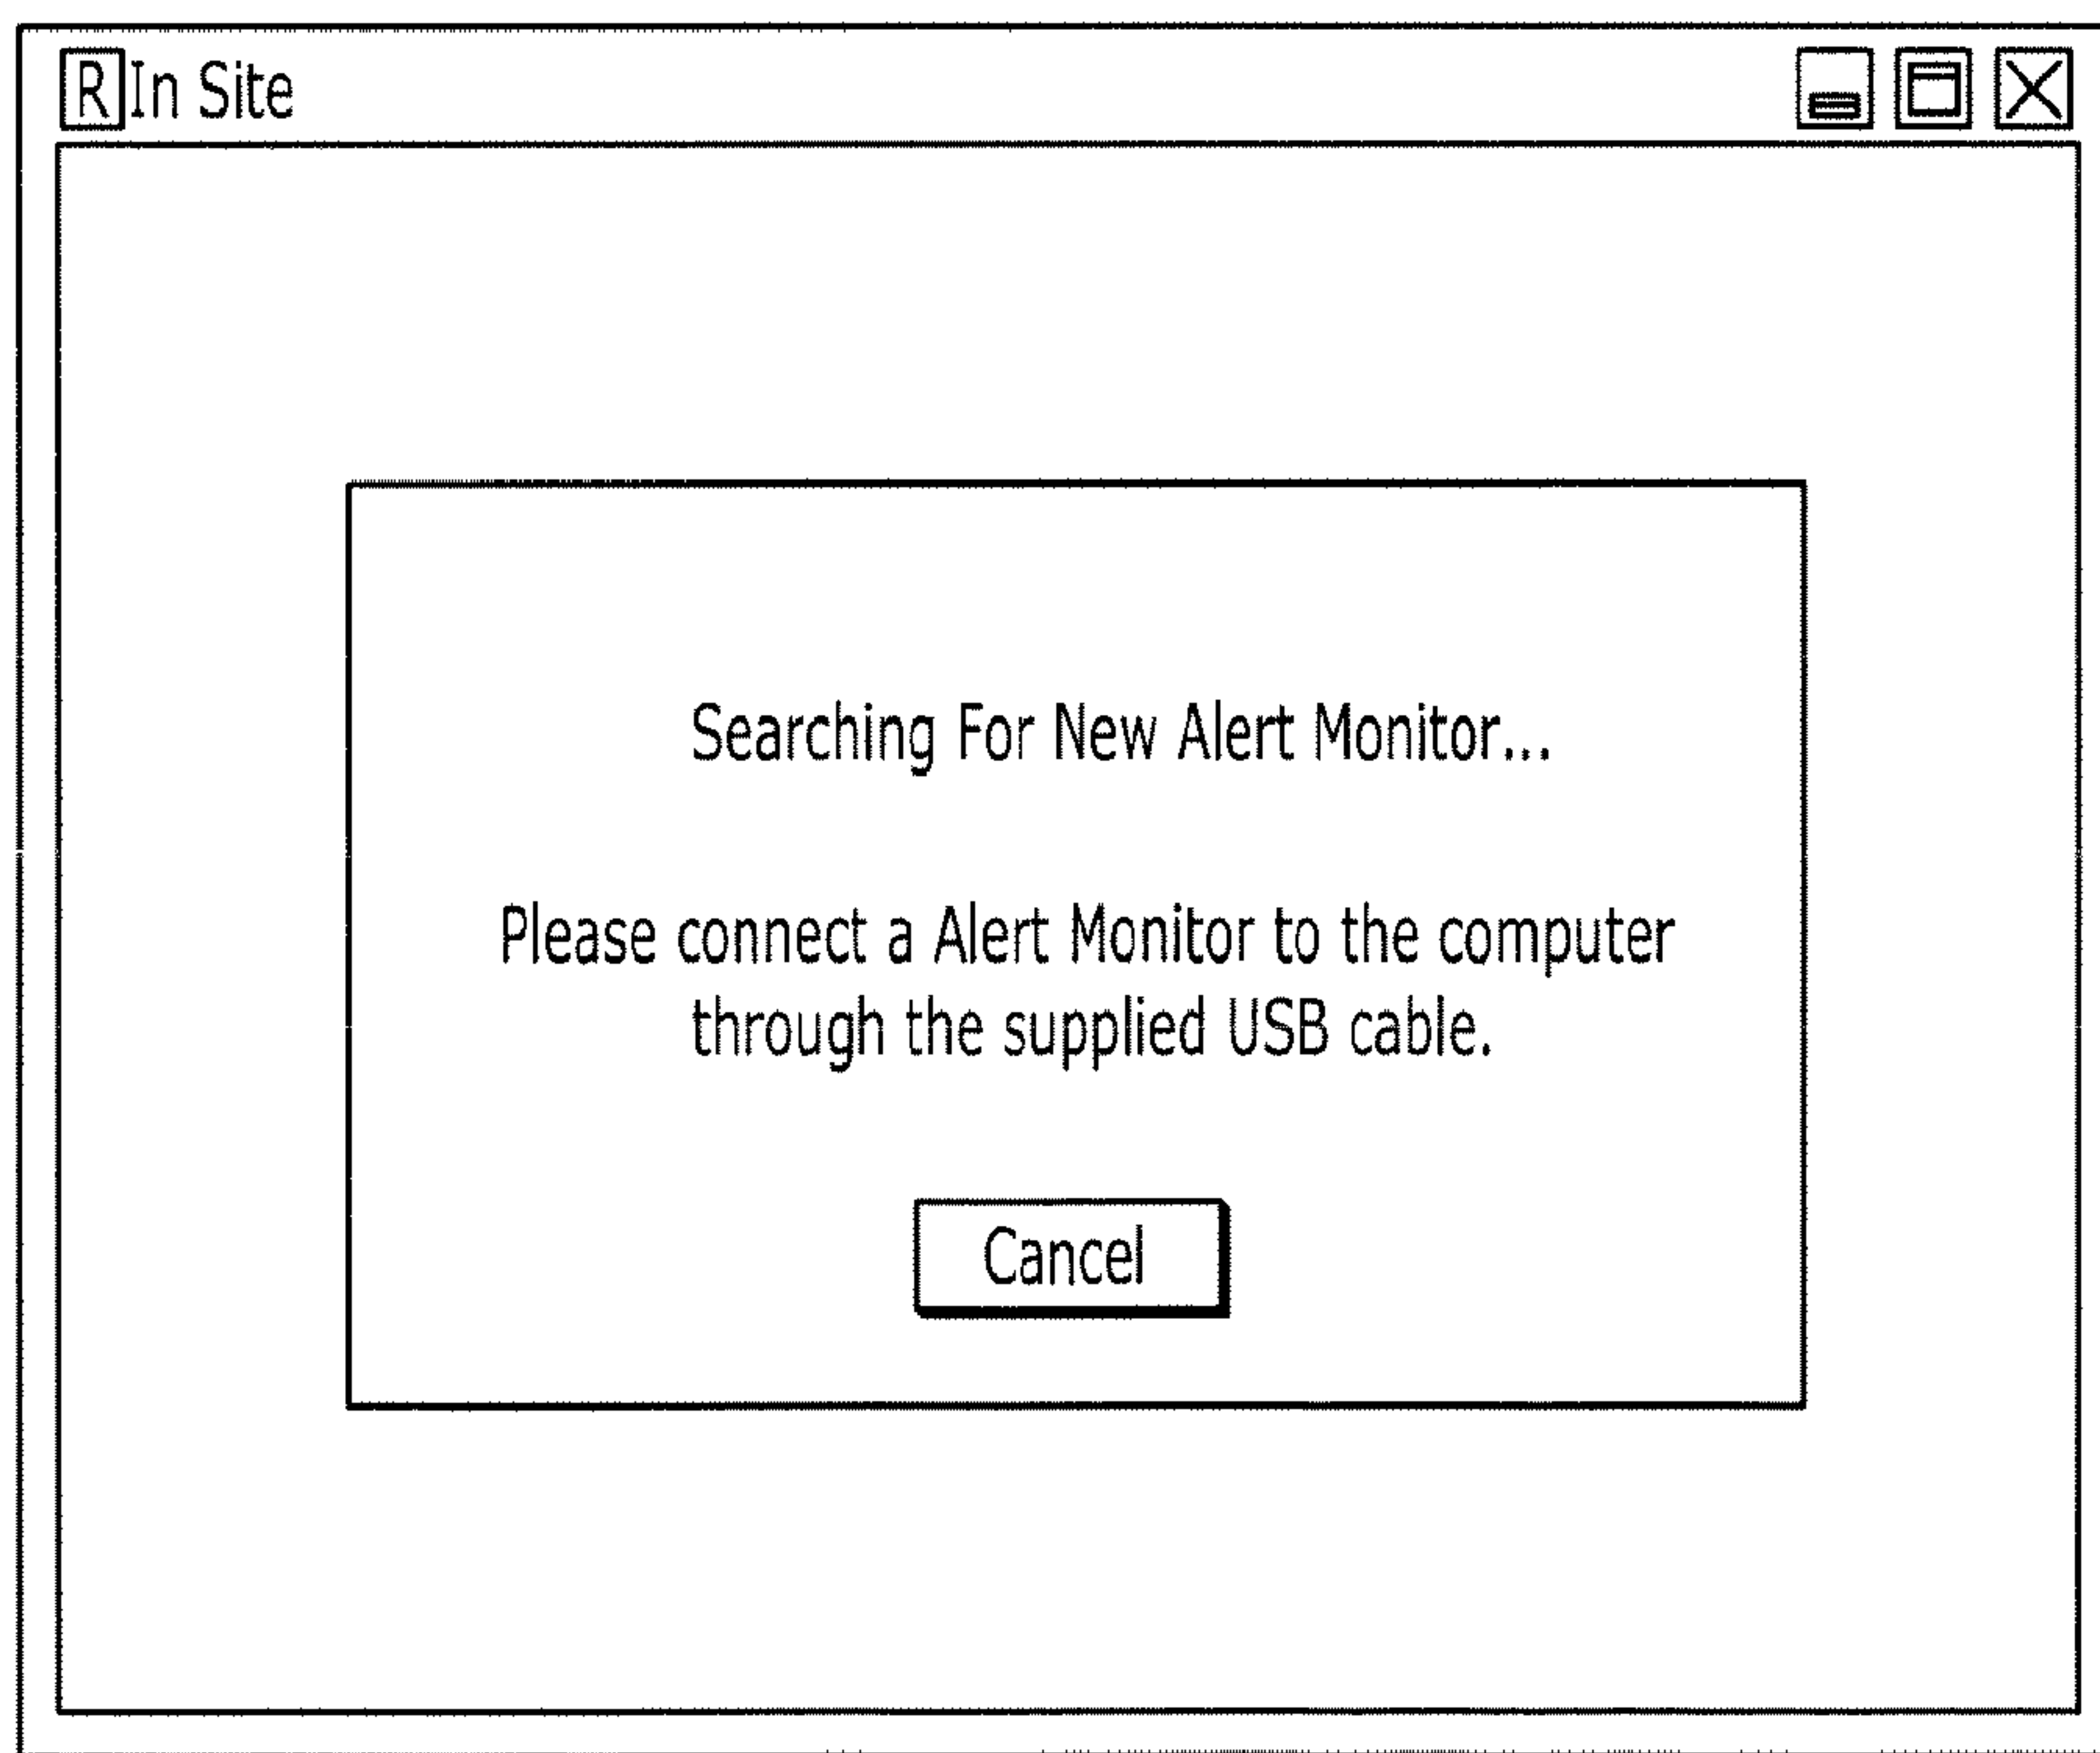 R In Site
Searching For New Alert Monitor...
Please connect a Alert Monitor to the computer
through the supplied USB cable.
Cancel